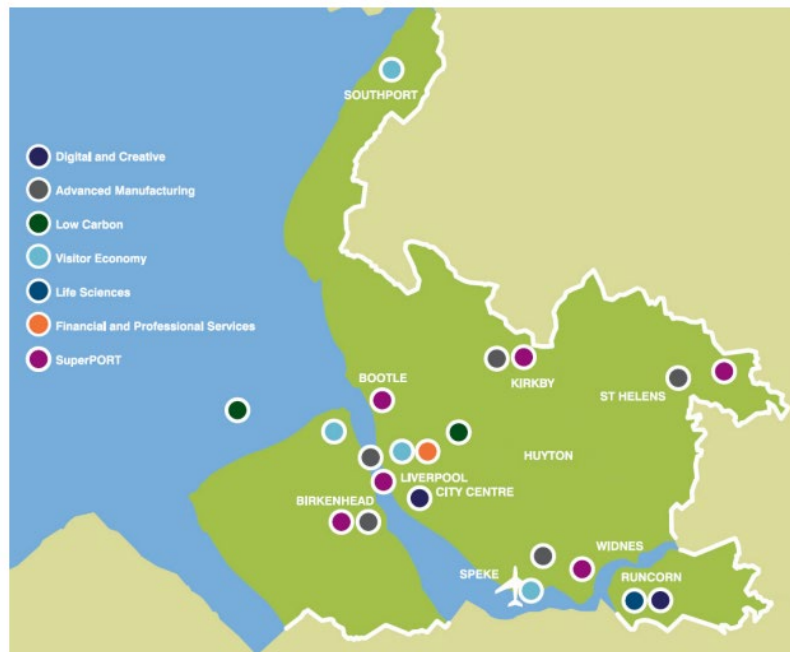 SOUTHPORT
Digital and Creative
Advanced Manufacturing
Low Carbon
Visitor Economy
Life Sciences
Financial and Professional Services
SuperPORT
BOOTLE
KIRKBY
ST HELENS
HUYTON
LIVERPOOL
CITY CENTRE
BIRKENHEAD
WIDNES
SPEKE
RUNCORN